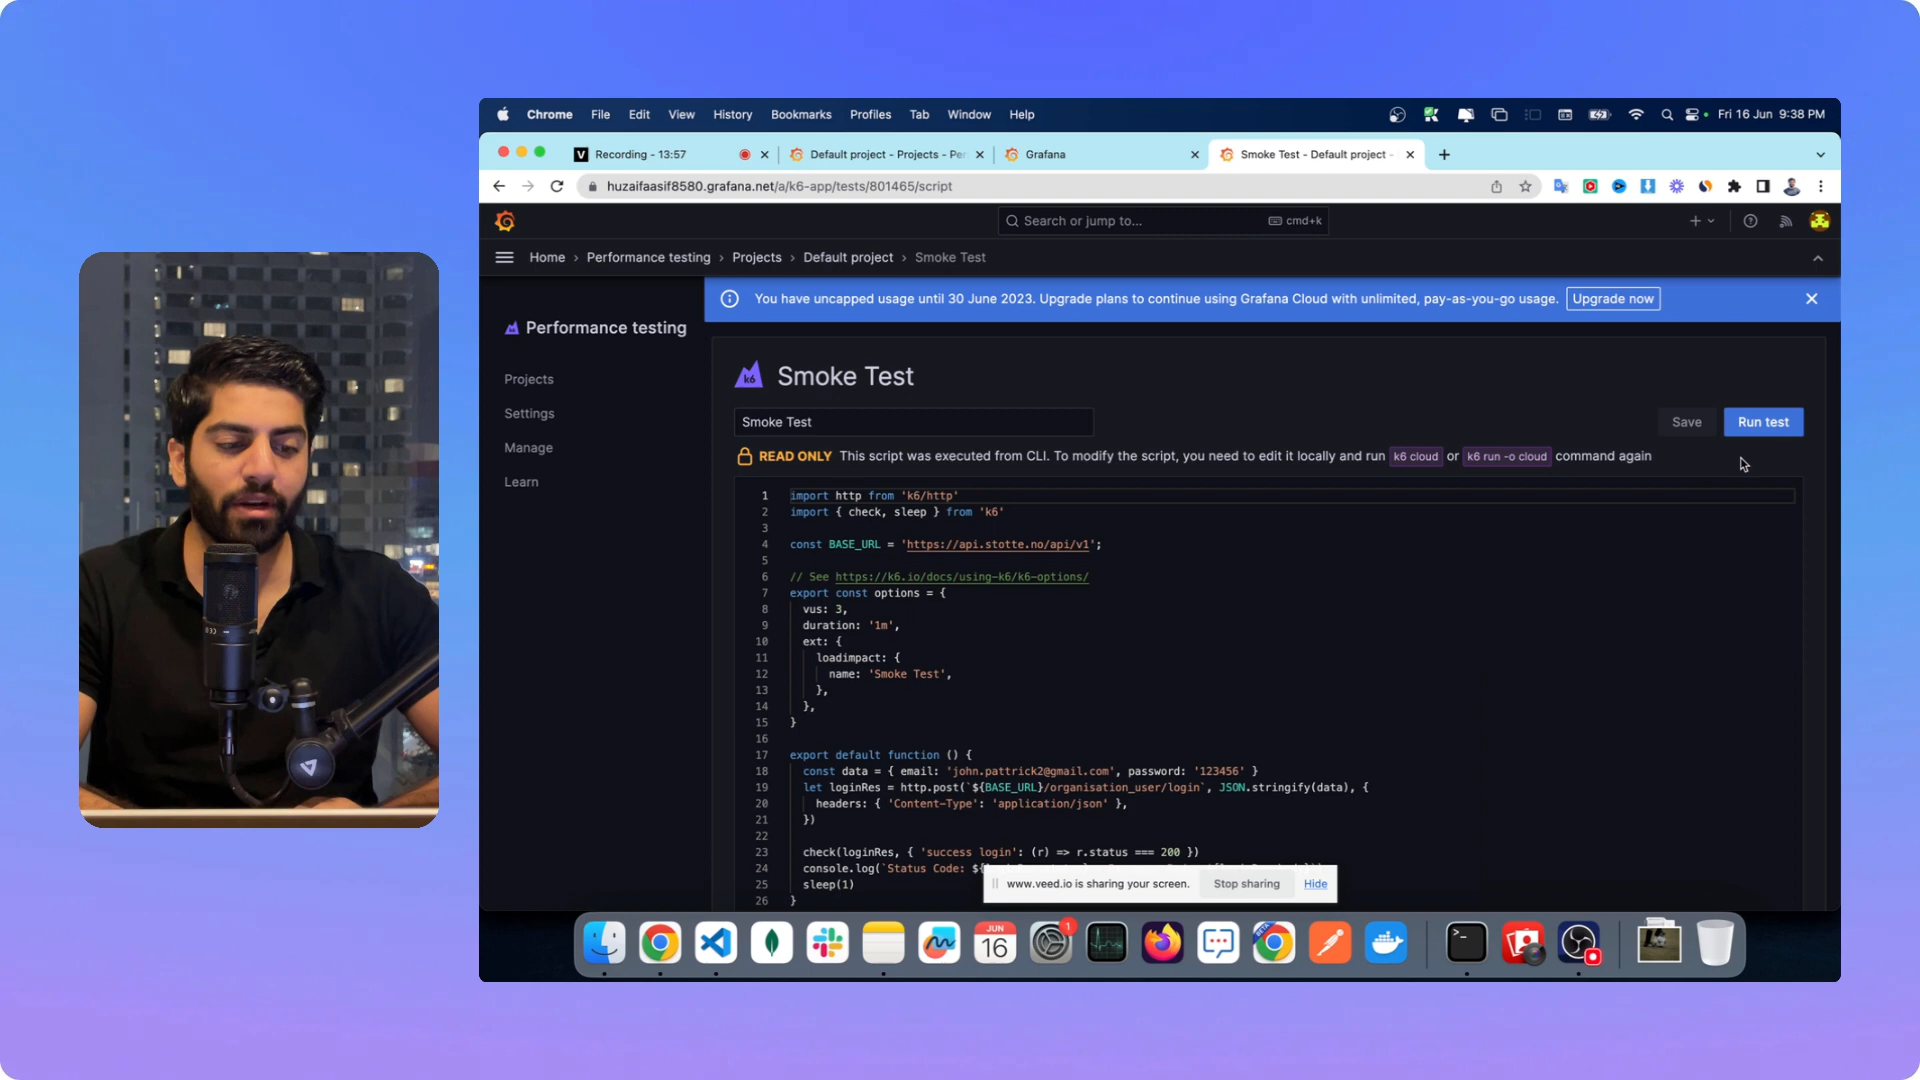 Chrome File Edit View History Bookmarks Profiles Tab Window Help Fri 16 Jun 9:38 PM
V Recording - 13:57 Default project - Projects - Per Grafana Smoke Test - Default project -
huzaifaasif8580.grafana.net/a/k6-app/tests/801465/script
Search or jump to... cmd+k
Home › Performance testing › Projects › Default project › Smoke Test
You have uncapped usage until 30 June 2023. Upgrade plans to continue using Grafana Cloud with unlimited, pay-as-you-go usage. Upgrade now
Performance testing
Projects
Settings
Manage
Learn
k6 Smoke Test
Smoke Test Save Run test
READ ONLY This script was executed from CLI. To modify the script, you need to edit it locally and run k6 cloud or k6 run -o cloud command again
1 import http from 'k6/http'
2 import { check, sleep } from 'k6'
3
4 const BASE_URL = 'https://api.stotte.no/api/v1';
5
6 // See https://k6.io/docs/using-k6/k6-options/
7 export const options = {
8 vus: 3,
9 duration: '1m',
10 ext: {
11 loadimpact: {
12 name: 'Smoke Test',
13 },
14 },
15 }
16
17 export default function () {
18 const data = { email: 'john.pattrick2@gmail.com', password: '123456' }
19 let loginRes = http.post(`${BASE_URL}/organisation_user/login`, JSON.stringify(data), {
20 headers: { 'Content-Type': 'application/json' },
21 })
22
23 check(loginRes, { 'success login': (r) => r.status === 200 })
24 console.log(`Status Code: $
25 sleep(1)
26 }
www.veed.io is sharing your screen. Stop sharing Hide
JUN
16
1
BETA
>_